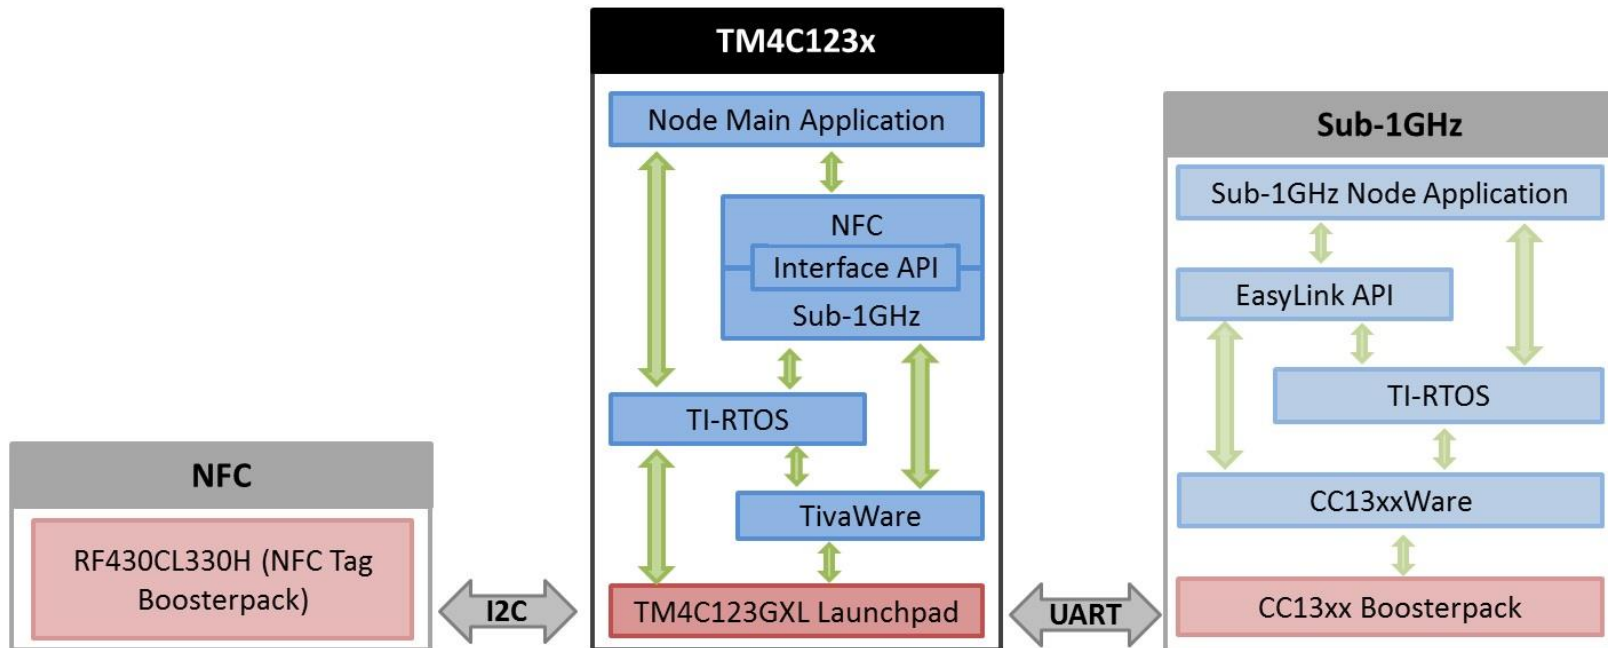 TM4C123x
Node Main Application
NFC
Interface API
Sub-1GHz
TI-RTOS
TivaWare
TM4C123GXL Launchpad
NFC
RF430CL330H (NFC Tag
Boosterpack)
I2C
UART
Sub-1GHz
Sub-1GHz Node Application
EasyLink API
TI-RTOS
CC13xxWare
CC13xx Boosterpack